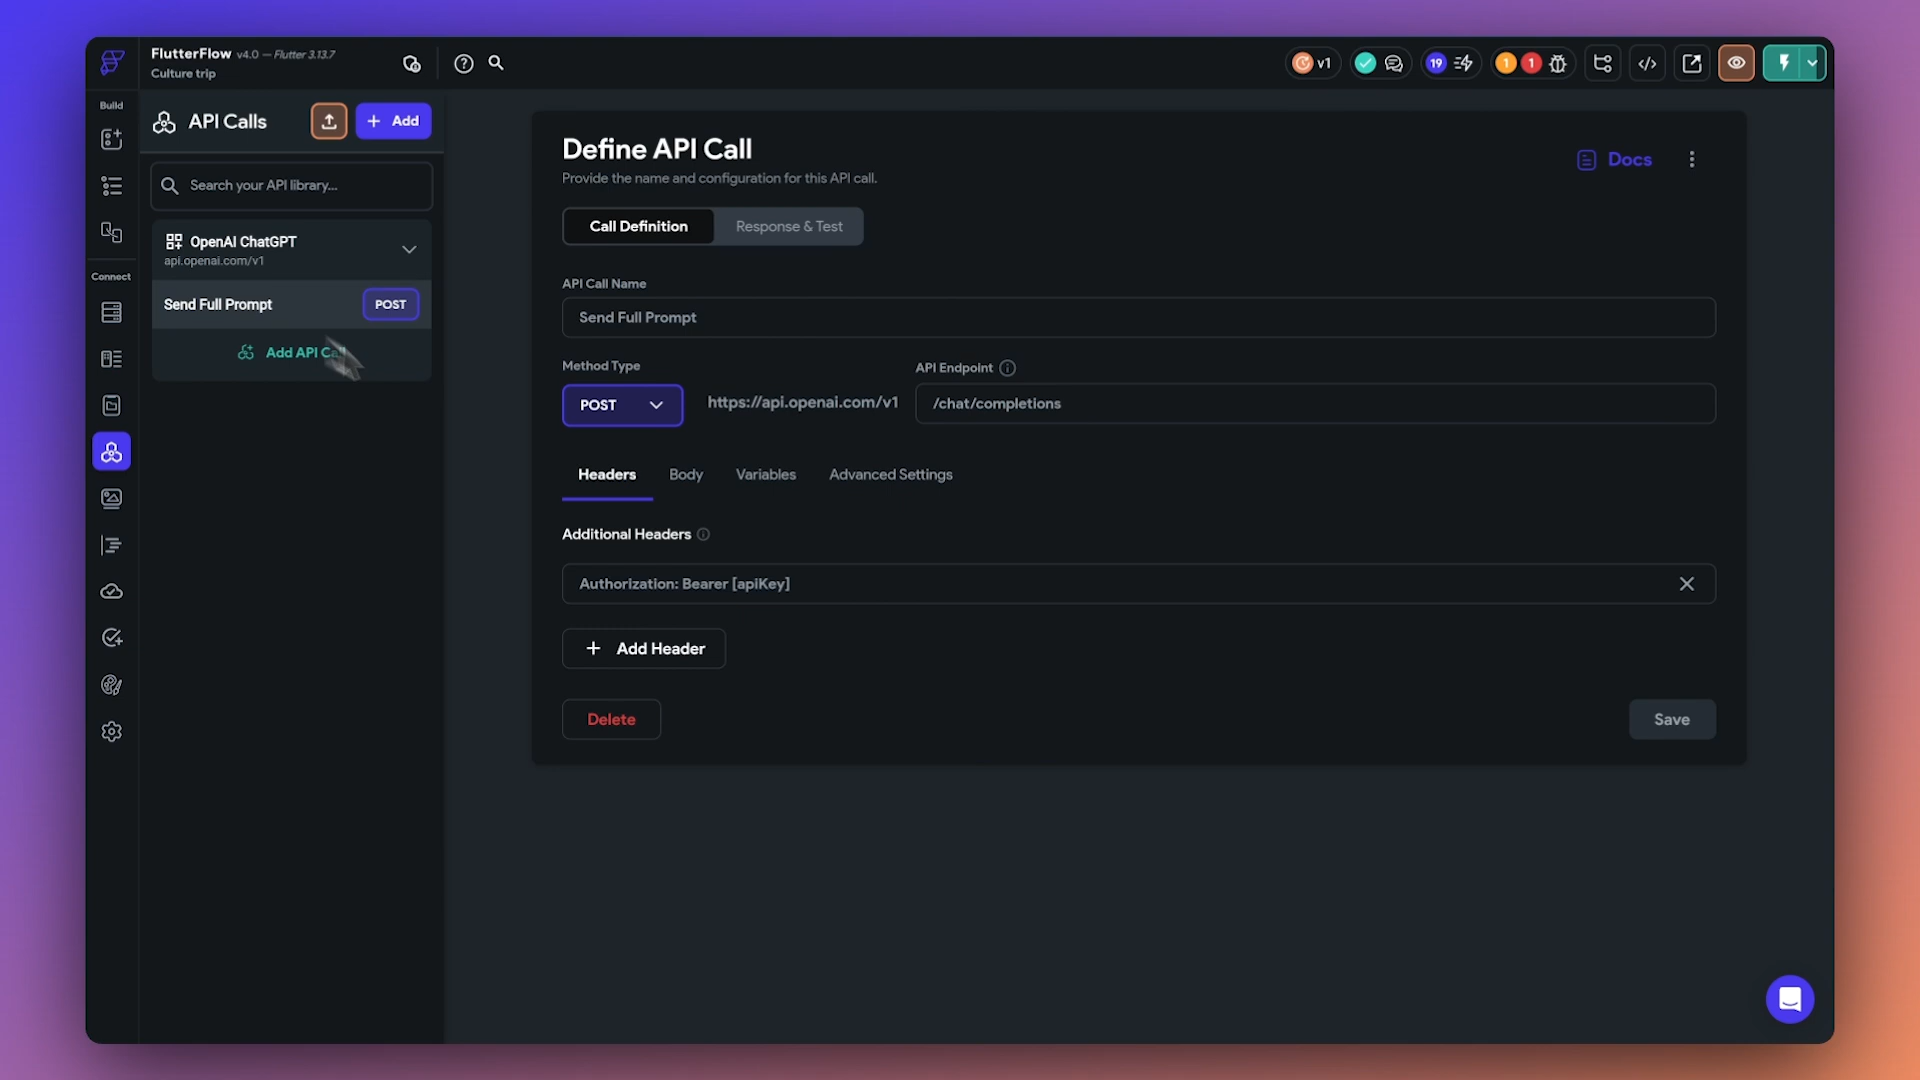 FlutterFlow v4.0 — Flutter 3.13.7
Culture trip
v1
19
1
1
Build
API Calls
Add
Search your API library...
OpenAI ChatGPT
api.openai.com/v1
Connect
Send Full Prompt
POST
Add API
Define API Call
Provide the name and configuration for this API call.
Docs
Call Definition
Response & Test
API Call Name
Send Full Prompt
Method Type
API Endpoint
POST
https://api.openai.com/v1
/chat/completions
Headers
Body
Variables
Advanced Settings
Additional Headers
Authorization: Bearer [apiKey]
Add Header
Delete
Save